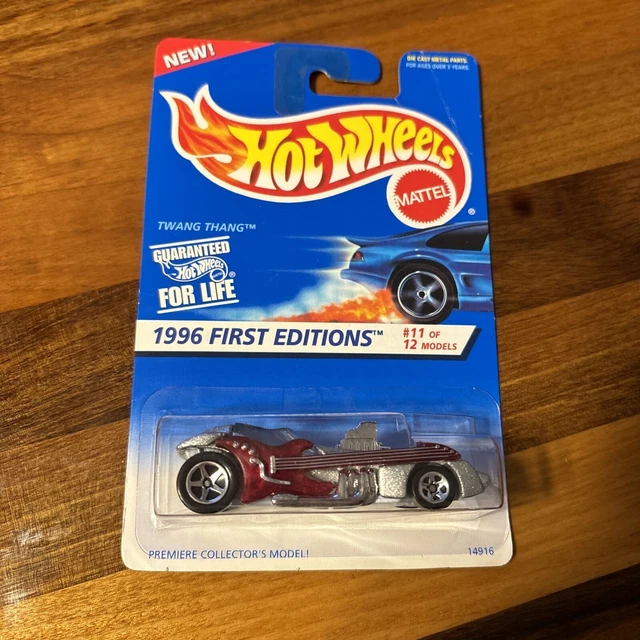 NEW!
DIE CAST METAL PARTS.
FOR AGES OVER 3 YEARS.
HOT WHEELS
MATTEL
®
TWANG THANG™
GUARANTEED
HOT WHEELS ®
FOR LIFE
1996 FIRST EDITIONS™
#11 OF
12 MODELS
PREMIERE COLLECTOR'S MODEL!
14916